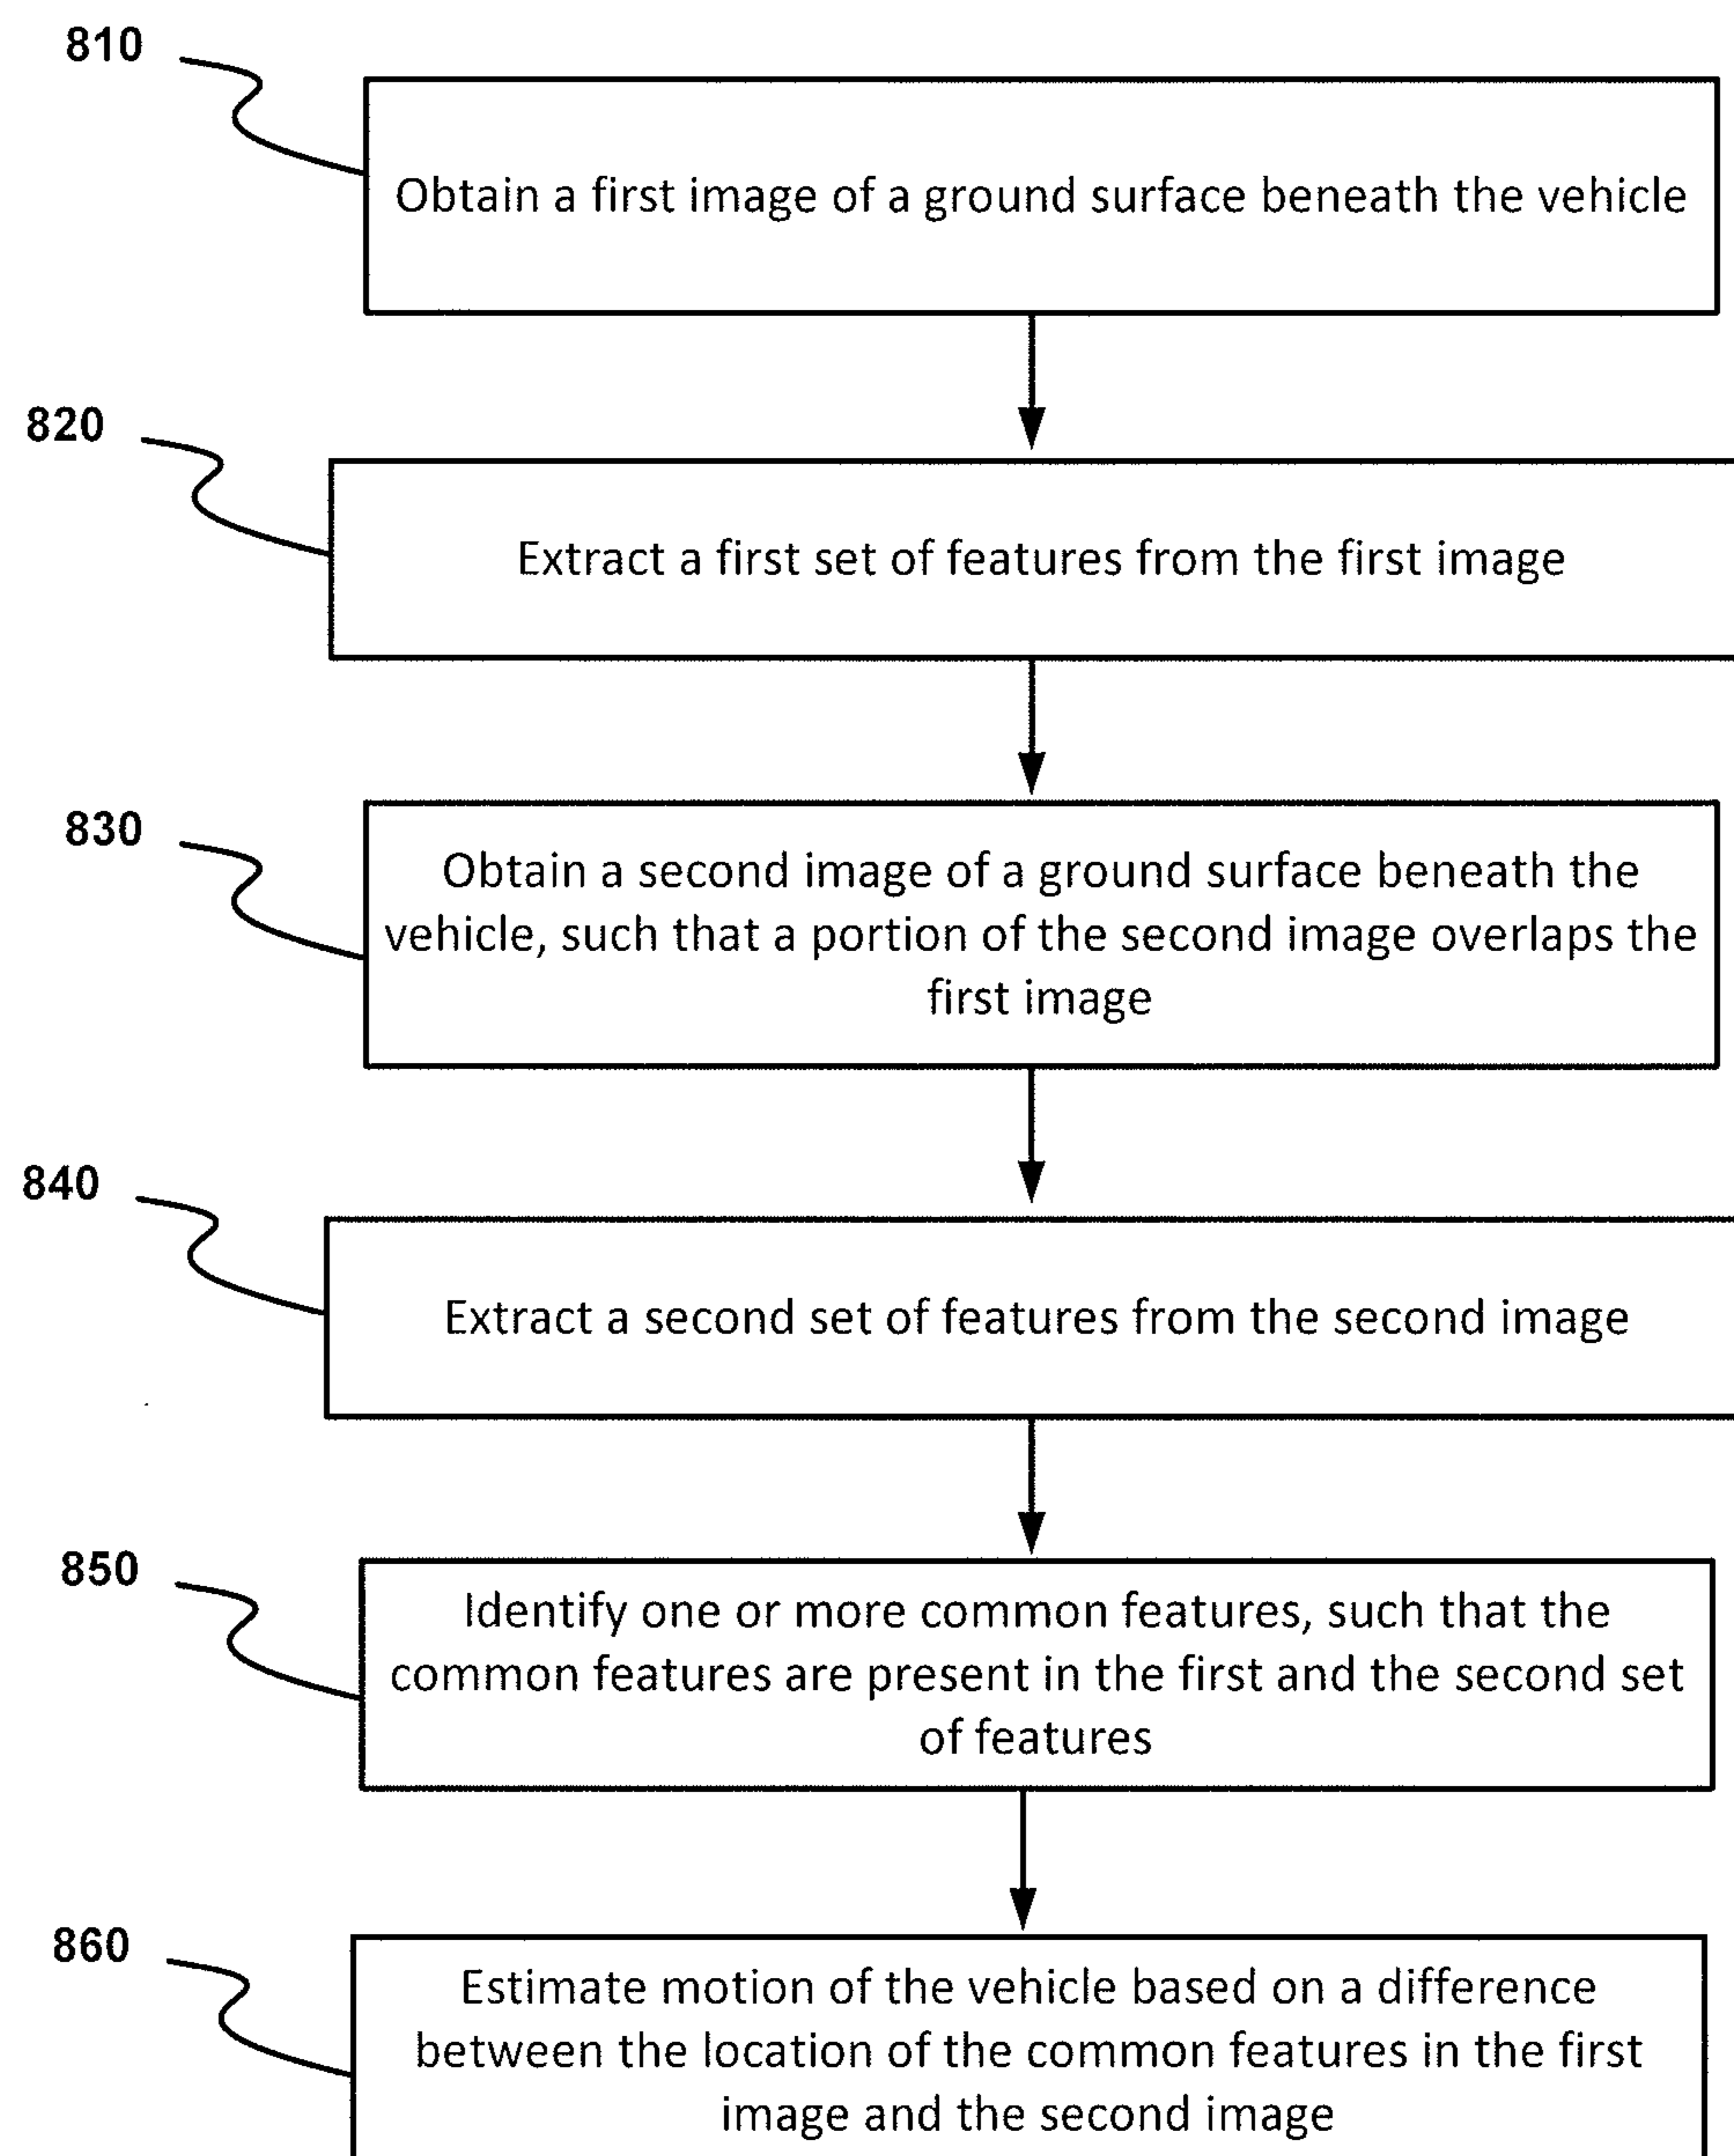 810
Obtain a first image of a ground surface beneath the vehicle
820
Extract a first set of features from the first image
830
Obtain a second image of a ground surface beneath the
vehicle, such that a portion of the second image overlaps the
first image
840
Extract a second set of features from the second image
850
Identify one or more common features, such that the
common features are present in the first and the second set
of features
860
Estimate motion of the vehicle based on a difference
between the location of the common features in the first
image and the second image